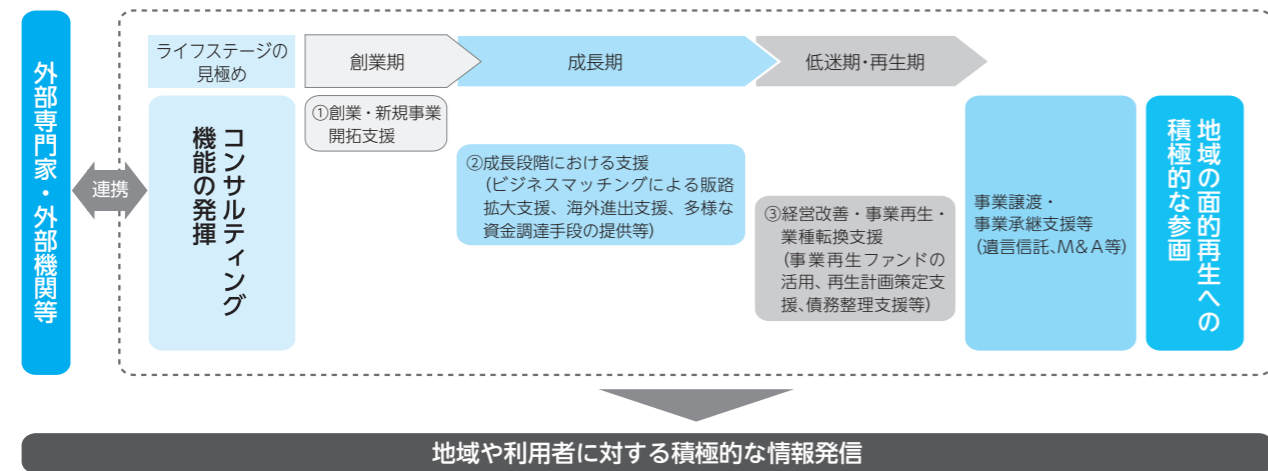 外部専門家・外部機関等
連携
ライフステージの
見極め
コンサルティング
機能の発揮
創業期
成長期
低迷期・再生期
①創業・新規事業
開拓支援
②成長段階における支援
(ビジネスマッチングによる販路
拡大支援、海外進出支援、多様な
資金調達手段の提供等)
③経営改善・事業再生・
業種転換支援
(事業再生ファンドの
活用、再生計画策定支
援、債務整理支援等)
事業譲渡・
事業承継支援等
(遺言信託、M&A等)
地域の面的再生への
積極的な参画
地域や利用者に対する積極的な情報発信